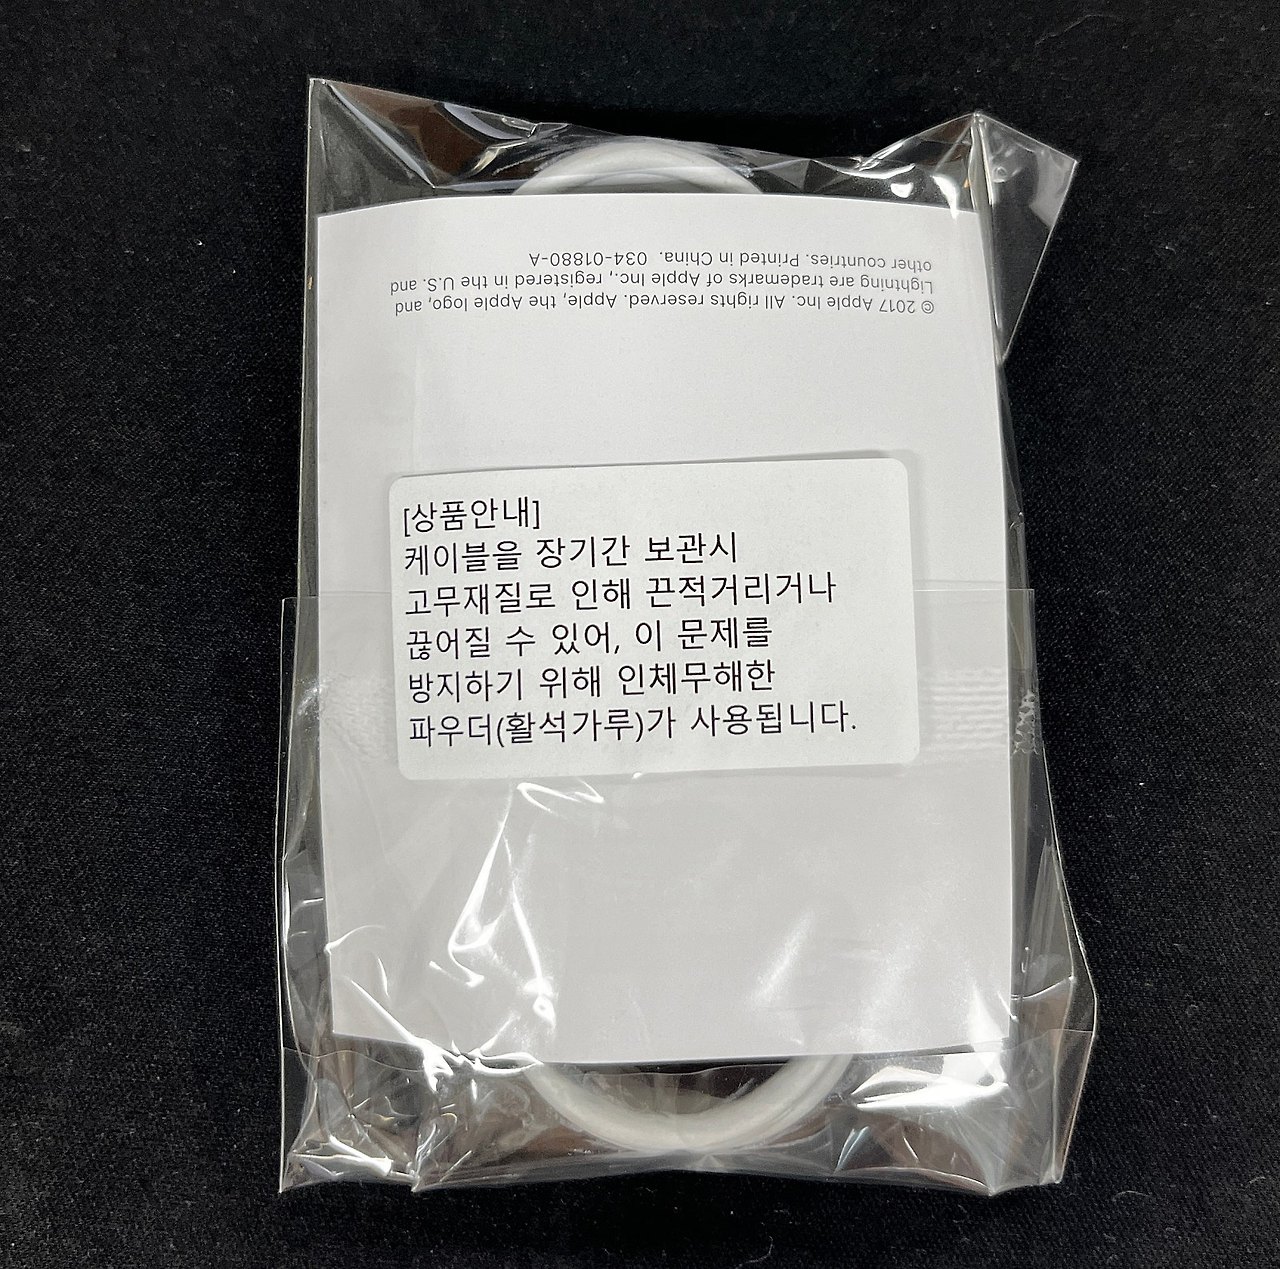 © 2017 Apple Inc. All rights reserved. Apple, the Apple logo, and
Lightning are trademarks of Apple Inc., registered in the U.S. and
other countries. Printed in China. 034-01880-A
[상품안내]
케이블을 장기간 보관시
고무재질로 인해 끈적거리거나
끊어질 수 있어, 이 문제를
방지하기 위해 인체무해한
파우더(활석가루)가 사용됩니다.